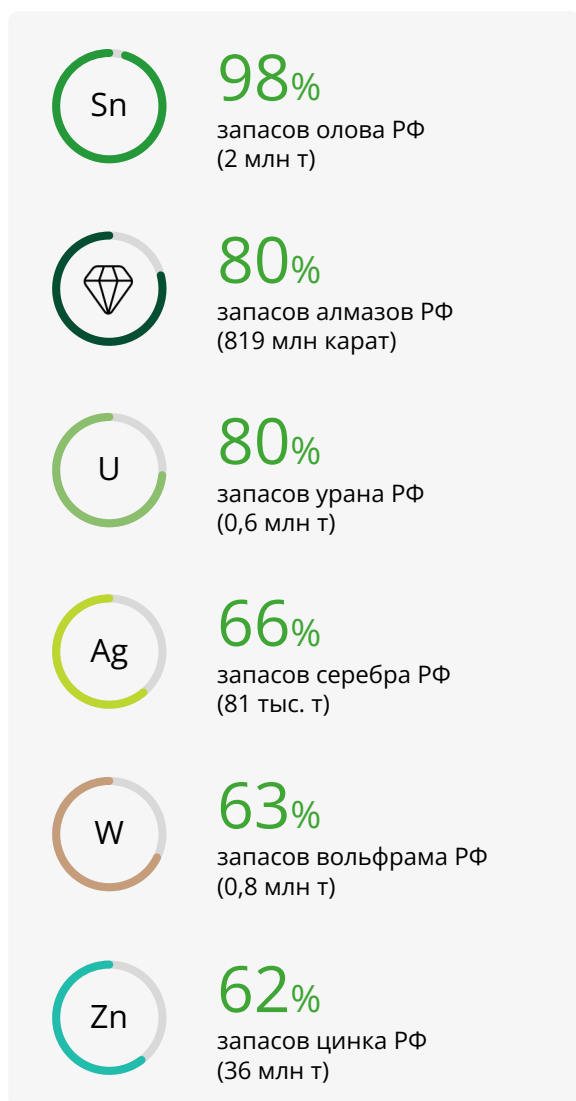 Sn
98%
запасов олова РФ
(2 млн т)
80%
запасов алмазов РФ
(819 млн карат)
U
80%
запасов урана РФ
(0,6 млн т)
Ag
66%
запасов серебра РФ
(81 тыс. т)
W
63%
запасов вольфрама РФ
(0,8 млн т)
Zn
62%
запасов цинка РФ
(36 млн т)